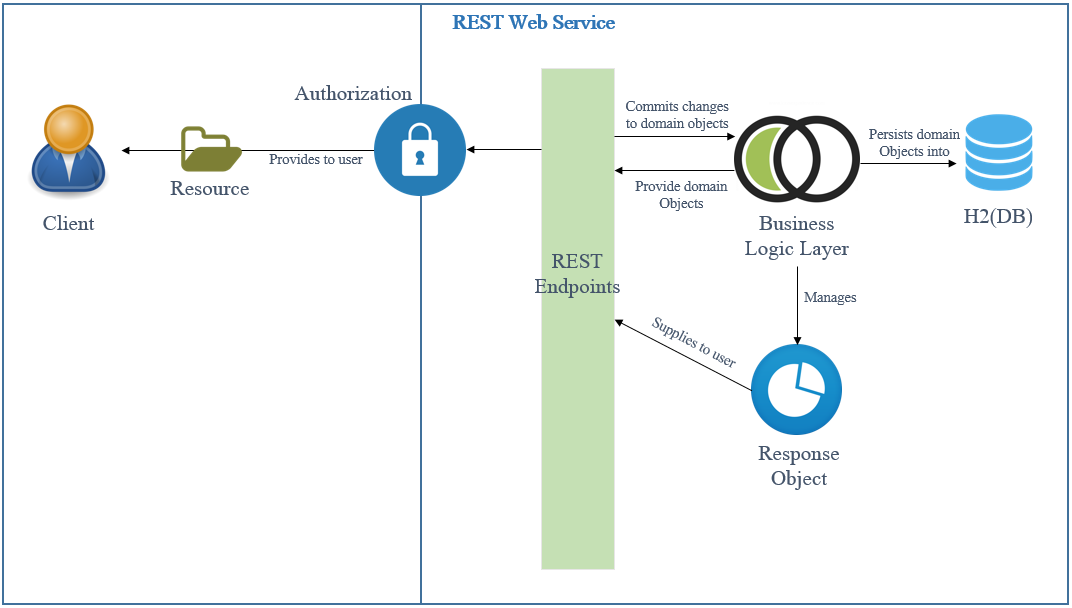 REST Web Service
Authorization
Provides to user
Resource
Client
REST
Endpoints
Commits changes
to domain objects
Provide domain
Objects
Persists domain
Objects into
H2(DB)
Business
Logic Layer
Manages
Supplies to user
Response
Object